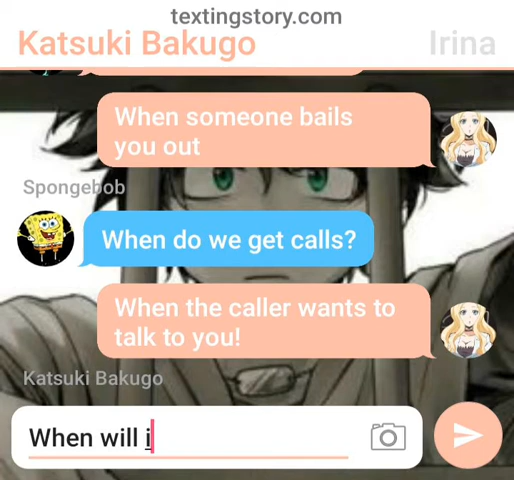 textingstory.com
Katsuki Bakugo
Irina
When someone bails
you out
Spongebob
When do we get calls?
When the caller wants to
talk to you!
Katsuki Bakugo
When will i